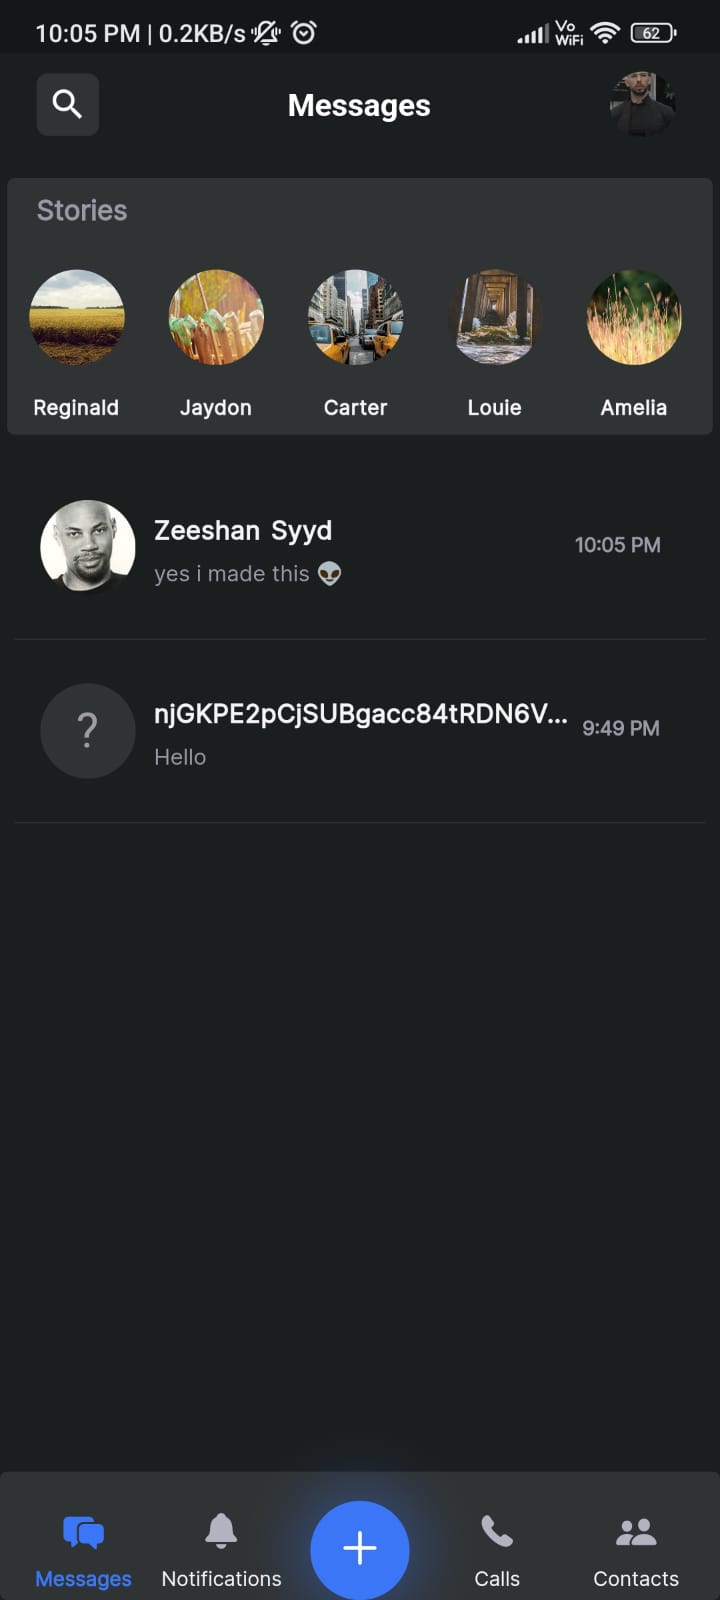 10:05 PM | 0.2KB/s Vo WiFi 62
Messages
Stories
Reginald Jaydon Carter Louie Amelia
Zeeshan Syyd
10:05 PM
yes i made this 👽
njGKPE2pCjSUBgacc84tRDN6V...
9:49 PM
?
Hello
Messages Notifications + Calls Contacts